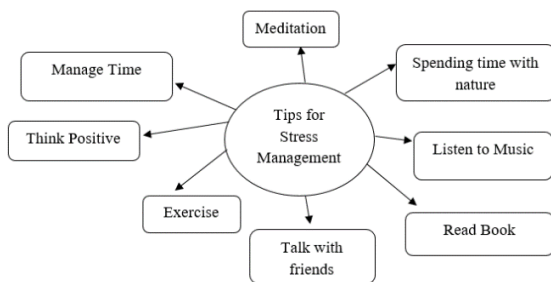 Meditation
Manage Time
Spending time with
nature
Tips for
Stress
Management
Think Positive
Listen to Music
Exercise
Read Book
Talk with
friends